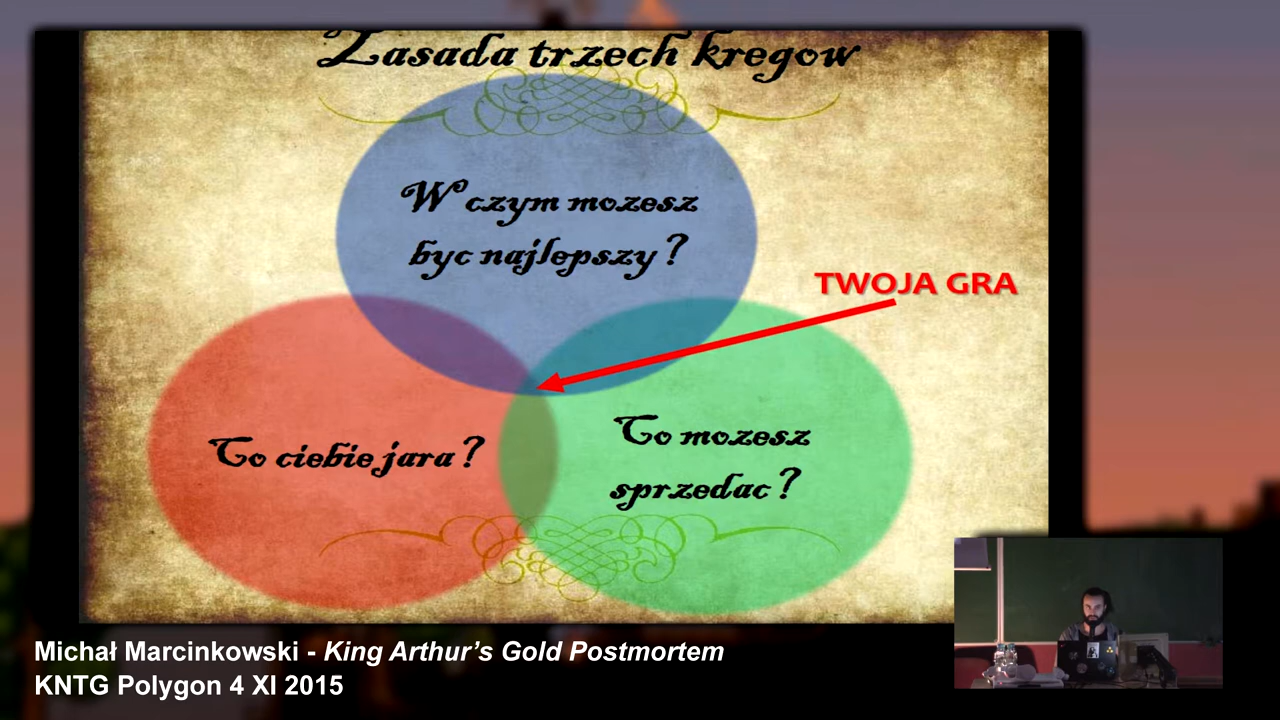 Zasada trzech kregow
W czym mozesz
byc najlepszy?
TWOJA GRA
Co ciebie jara?
Co mozesz
sprzedac?
Michał Marcinkowski - King Arthur's Gold Postmortem
KNTG Polygon 4 XI 2015